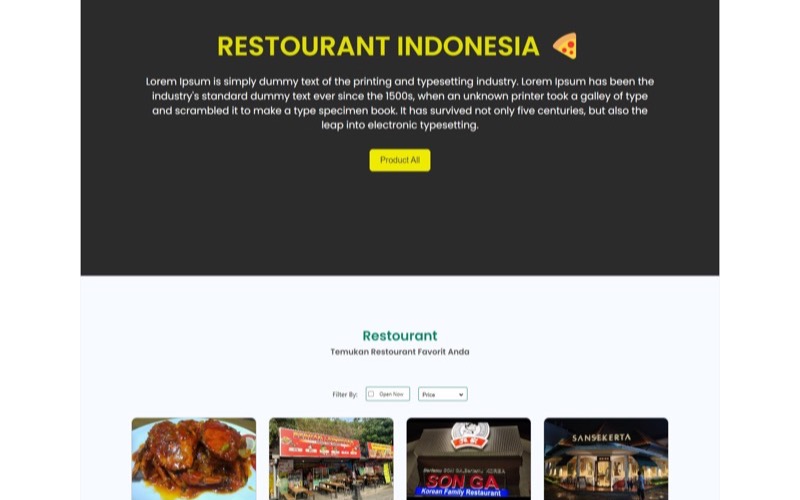 RESTOURANT INDONESIA
Lorem Ipsum is simply dummy text of the printing and typesetting industry. Lorem Ipsum has been the
industry's standard dummy text ever since the 1500s, when an unknown printer took a galley of type
and scrambled it to make a type specimen book. It has survived not only five centuries, but also the
leap into electronic typesetting.
Product All
Restourant
Temukan Restourant Favorit Anda
Filter By:
Open Now
Price
SON GA
Korean Family Restaurant
SANSEKERTA